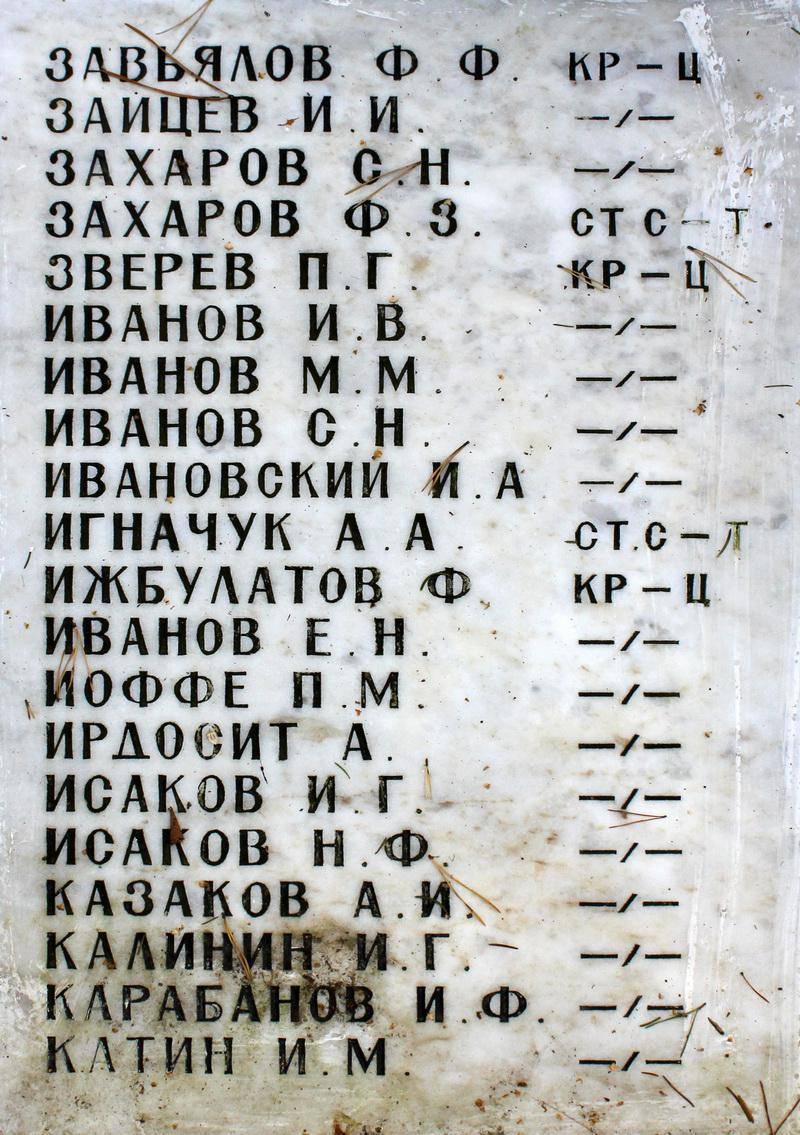 ЗАВЬЯЛОВ Ф.Ф. КР-Ц
ЗАЙЦЕВ И.И. —/—
ЗАХАРОВ С.Н. —/—
ЗАХАРОВ Ф.З. СТ С-Т.
ЗВЕРЕВ П.Г. КР-Ц
ИВАНОВ И.В. —/—
ИВАНОВ М.М. —/—
ИВАНОВ С.Н. —/—
ИВАНОВСКИЙ И.А —/—
ИГНАЧУК А.А. СТ.С-Т
ИЖБУЛАТОВ Ф КР-Ц
ИВАНОВ Е.Н. —/—
ИОФФЕ П.М. —/—
ИРДОСИТ А. —/—
ИСАКОВ И.Г. —/—
ИСАКОВ Н.Ф. —/—
КАЗАКОВ А.И. —/—
КАЛИНИН И.Г. —/—
КАРАБАНОВ И.Ф. —/—
КАТИН И.М. —/—